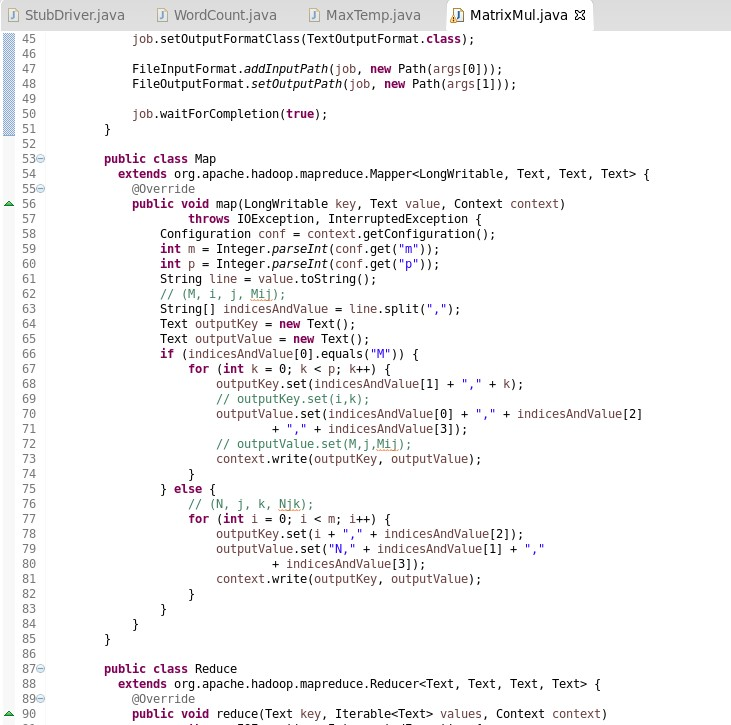 StubDriver.java WordCount.java MaxTemp.java MatrixMul.java
45 job.setOutputFormatClass(TextOutputFormat.class);
46
47 FileInputFormat.addInputPath(job, new Path(args[0]));
48 FileOutputFormat.setOutputPath(job, new Path(args[1]));
49
50 job.waitForCompletion(true);
51 }
52
53 public class Map
54 extends org.apache.hadoop.mapreduce.Mapper<LongWritable, Text, Text, Text> {
55 @Override
56 public void map(LongWritable key, Text value, Context context)
57 throws IOException, InterruptedException {
58 Configuration conf = context.getConfiguration();
59 int m = Integer.parseInt(conf.get("m"));
60 int p = Integer.parseInt(conf.get("p"));
61 String line = value.toString();
62 // (M, i, j, Mij);
63 String[] indicesAndValue = line.split(",");
64 Text outputKey = new Text();
65 Text outputValue = new Text();
66 if (indicesAndValue[0].equals("M")) {
67 for (int k = 0; k < p; k++) {
68 outputKey.set(indicesAndValue[1] + "," + k);
69 // outputKey.set(i,k);
70 outputValue.set(indicesAndValue[0] + "," + indicesAndValue[2]
71 + "," + indicesAndValue[3]);
72 // outputValue.set(M,j,Mij);
73 context.write(outputKey, outputValue);
74 }
75 } else {
76 // (N, j, k, Njk);
77 for (int i = 0; i < m; i++) {
78 outputKey.set(i + "," + indicesAndValue[2]);
79 outputValue.set("N," + indicesAndValue[1] + ","
80 + indicesAndValue[3]);
81 context.write(outputKey, outputValue);
82 }
83 }
84 }
85 }
86
87 public class Reduce
88 extends org.apache.hadoop.mapreduce.Reducer<Text, Text, Text, Text> {
89 @Override
90 public void reduce(Text key, Iterable<Text> values, Context context)